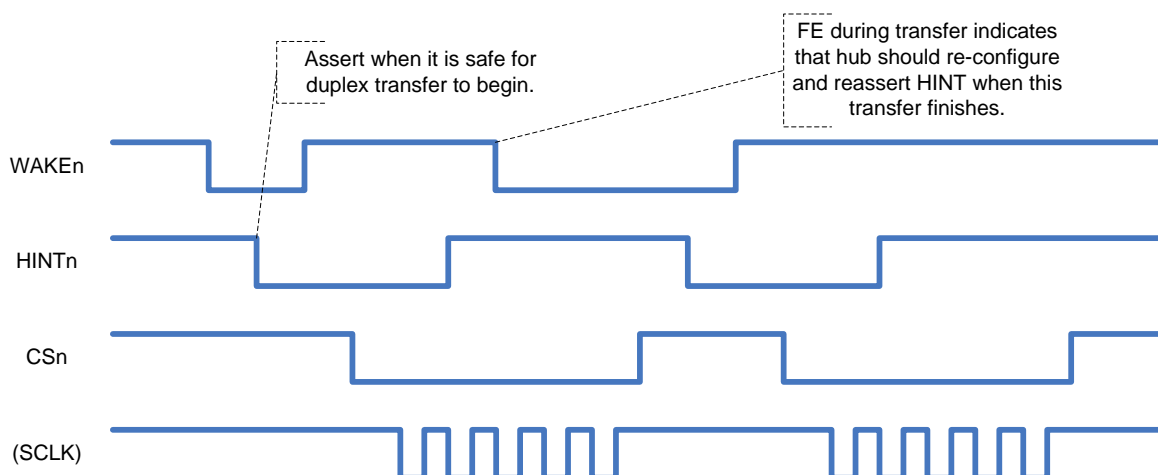 Assert when it is safe for
duplex transfer to begin.
FE during transfer indicates
that hub should re-configure
and reassert HINT when this
transfer finishes.
WAKEn
HINTn
CSn
(SCLK)